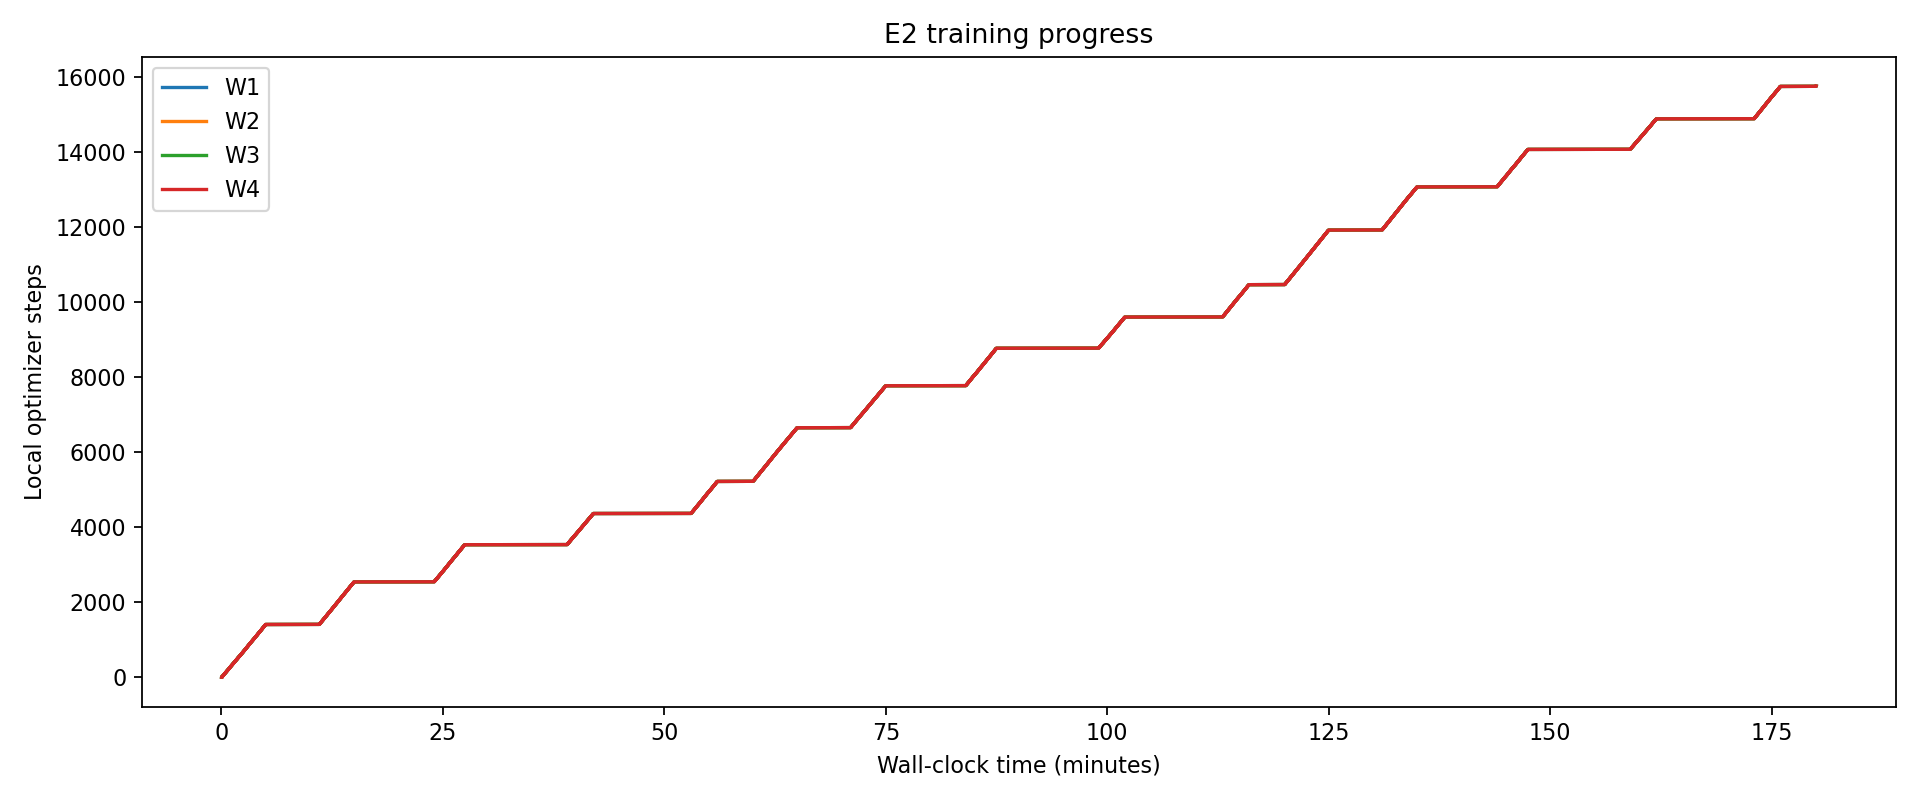 E2 training progress
W1
W2
W3
W4
16000
14000
12000
10000
8000
6000
4000
2000
0
Local optimizer steps
0 25 50 75 100 125 150 175
Wall-clock time (minutes)